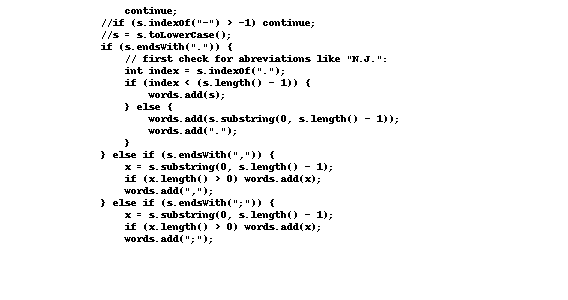 continue;
//if (s.indexOf("-") > -1) continue;
//s = s.toLowerCase();
if (s.endsWith(".")) {
// first check for abreviations like "N.J.":
int index = s.indexOf(".");
if (index < (s.length() - 1)) {
words.add(s);
} else {
words.add(s.substring(0, s.length() - 1));
words.add(".");
}
} else if (s.endsWith(",")) {
x = s.substring(0, s.length() - 1);
if (x.length() > 0) words.add(x);
words.add(",");
} else if (s.endsWith(";")) {
x = s.substring(0, s.length() - 1);
if (x.length() > 0) words.add(x);
words.add(";");